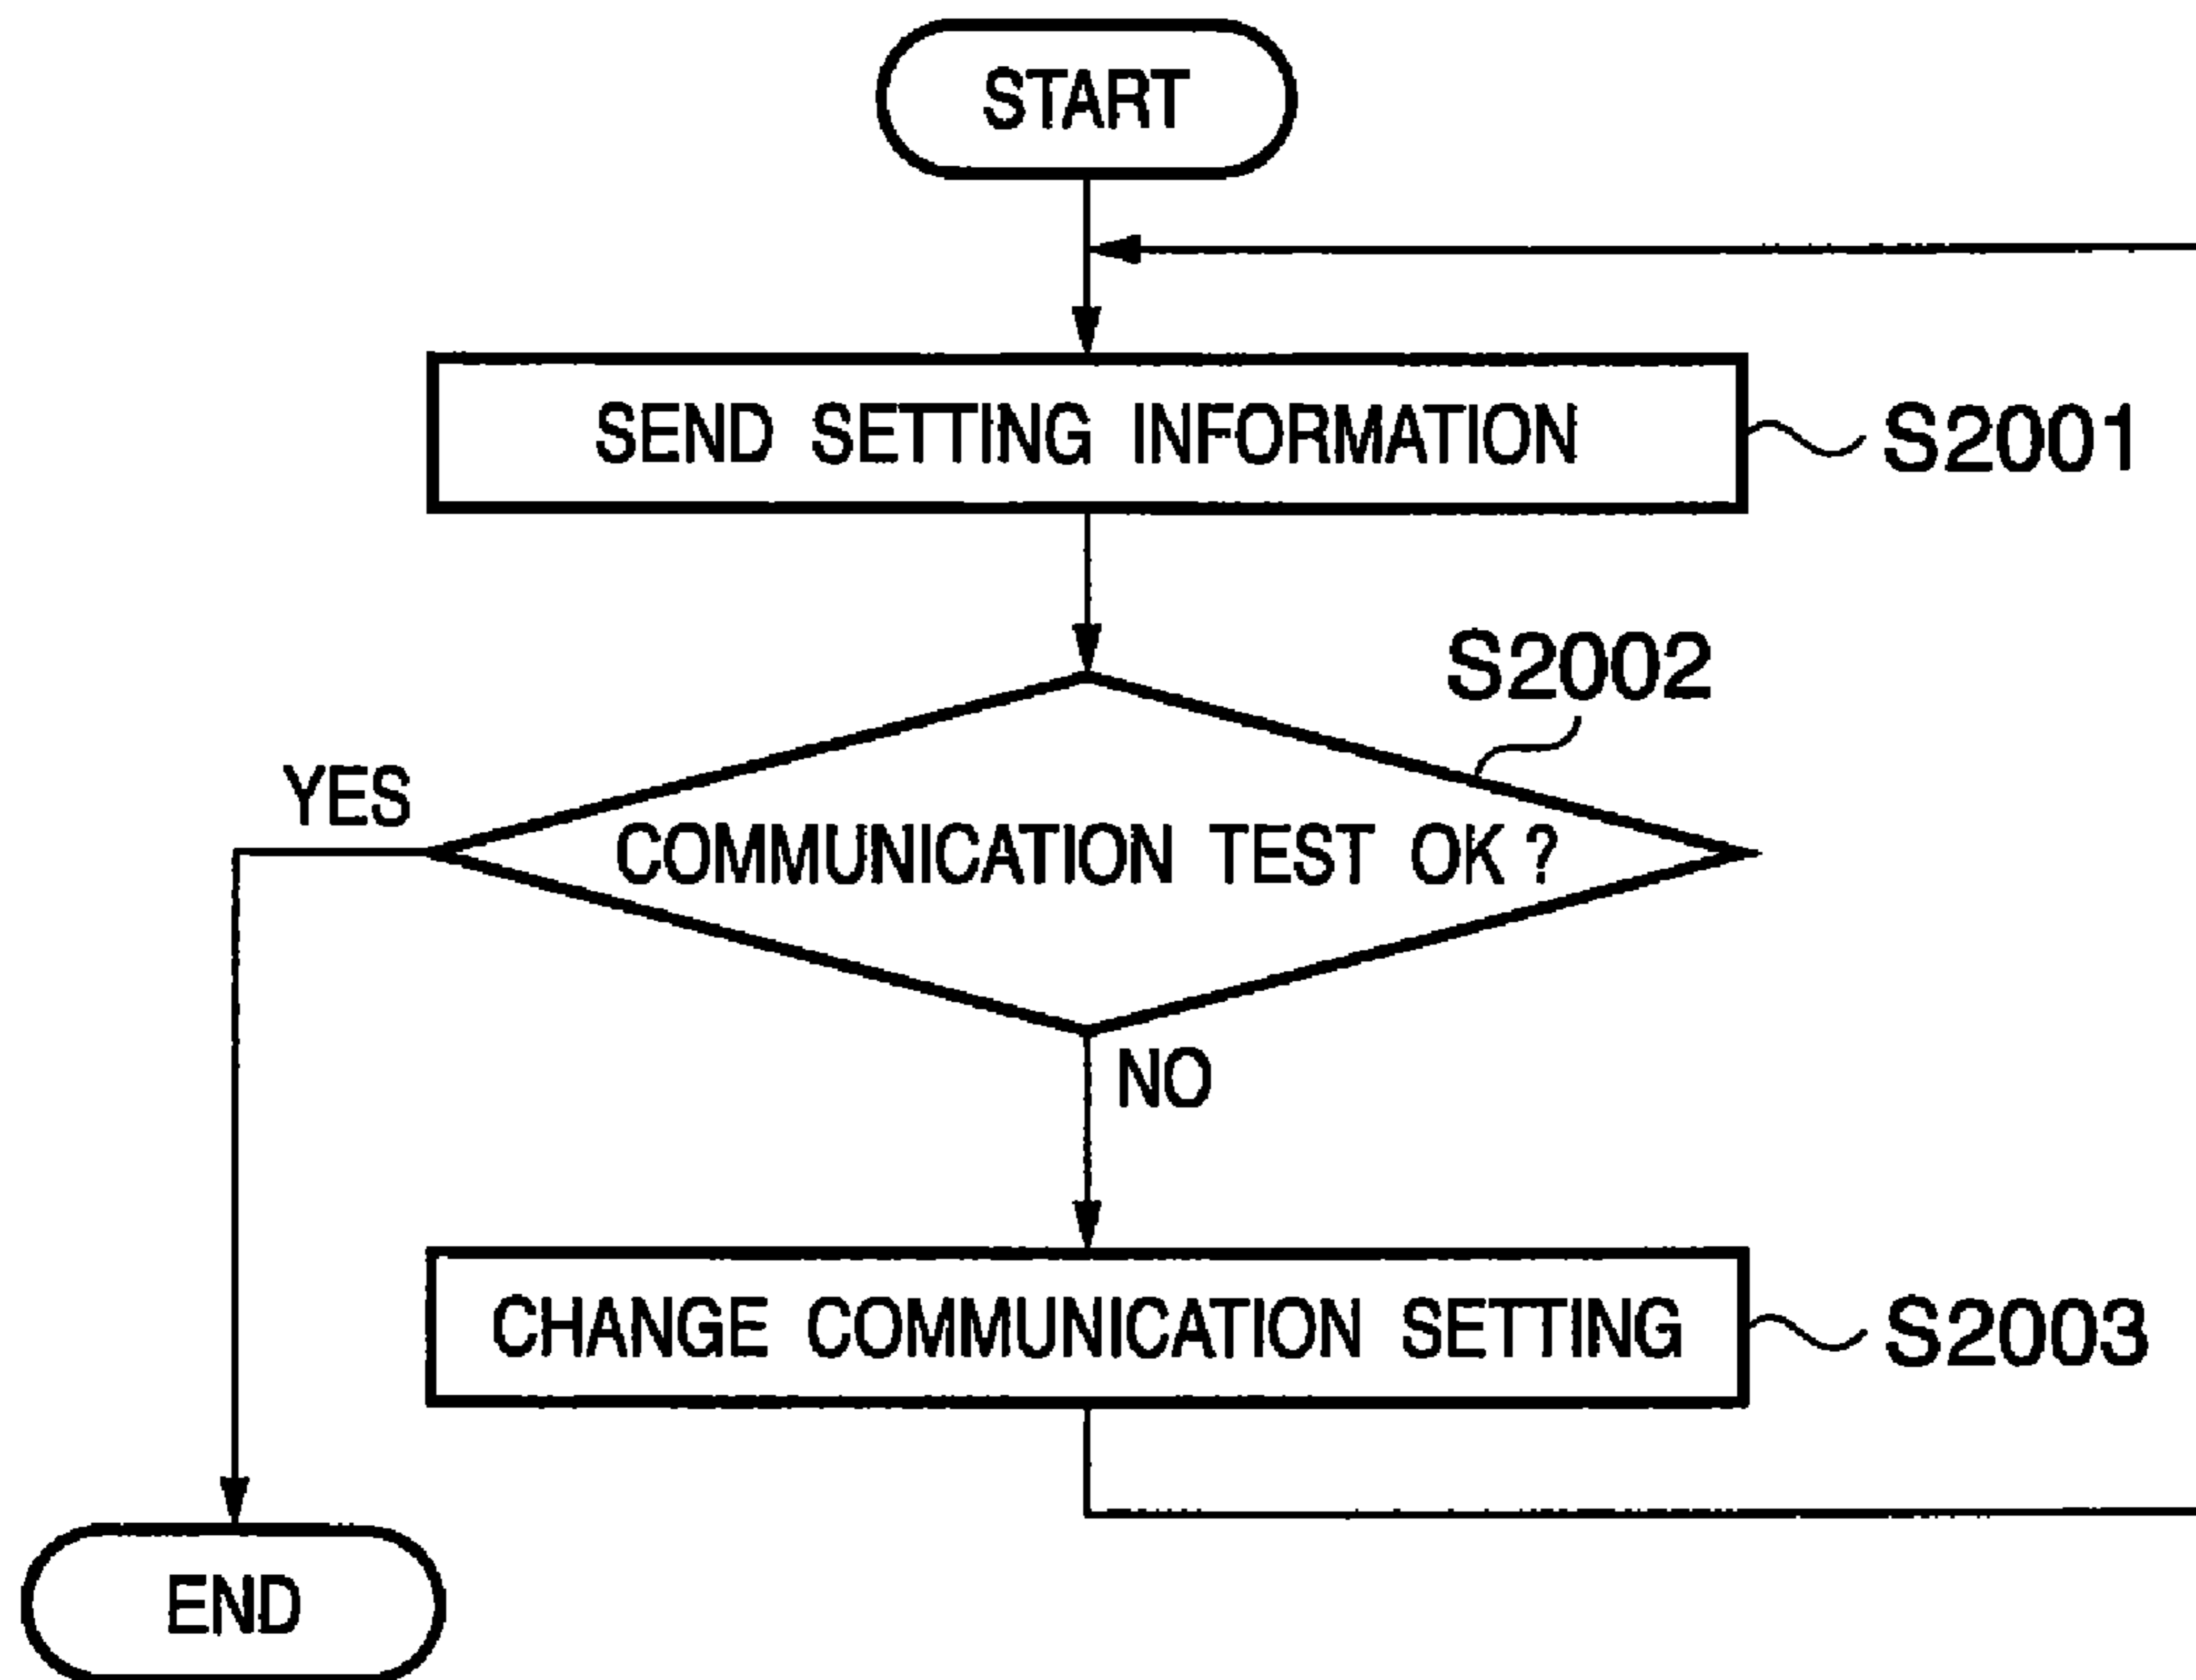 START
SEND SETTING INFORMATION
S2001
S2002
YES
COMMUNICATION TEST OK ?
NO
CHANGE COMMUNICATION SETTING
S2003
END